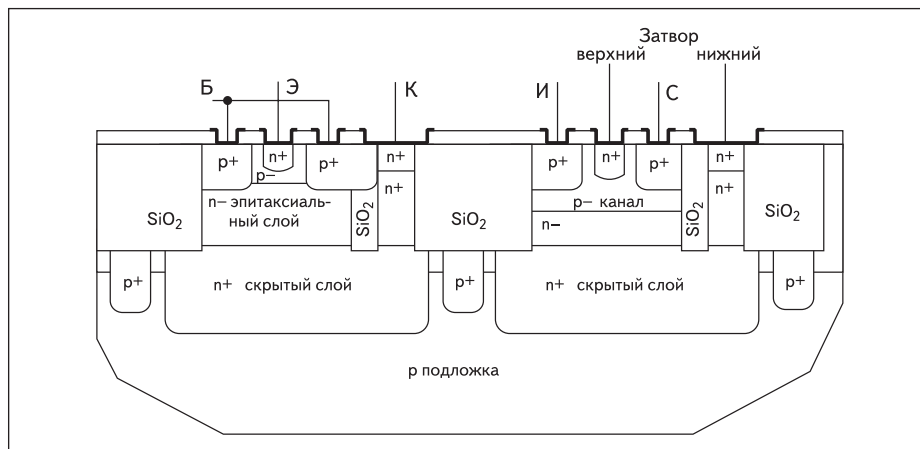 Затвор
верхний нижний
Б Э К И С
p+ n+ p+ n+ p+ n+ p+ n+
p−
n− эпитаксиаль-
ный слой
n+
p− канал
n+
SiO2 SiO2 SiO2 SiO2 SiO2
n−
p+ n+ скрытый слой p+ n+ скрытый слой p+
p подложка